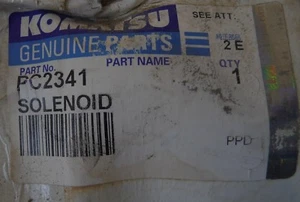 KOMATSU
SEE ATT
GENUINE PARTS
2 E
PART No. PART NAME QTY
PC2341 1
SOLENOID
PPD